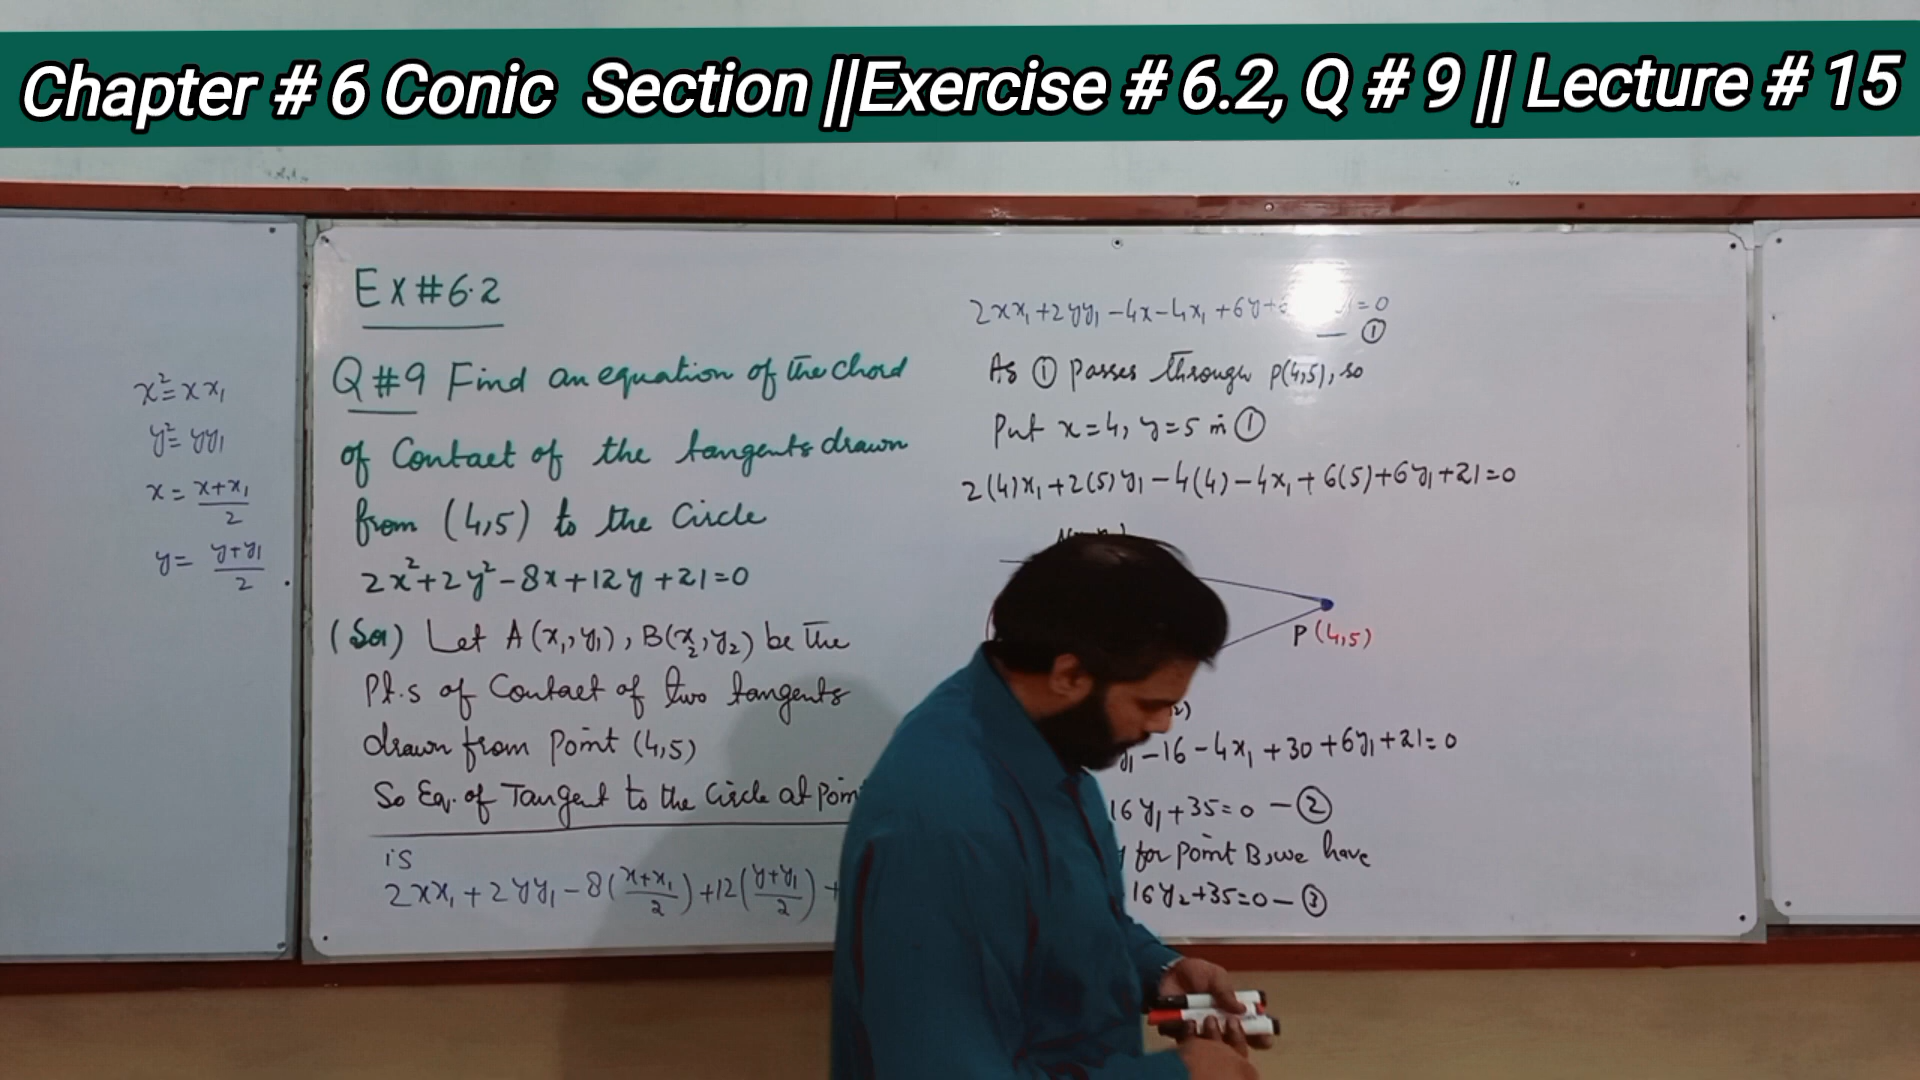 Chapter # 6 Conic Section ||Exercise # 6.2, Q # 9 || Lecture # 15
x²=xx₁
y²=yy₁
x = (x+x₁)/2
y = (y+y₁)/2 .
Ex#6.2
Q#9 Find an equation of the chord
of Contact of the tangents drawn
from (4,5) to the Circle
2x²+2y²-8x+12y+21=0
(Sol) Let A(x₁,y₁), B(x₂,y₂) be the
Pt.s of Contact of two tangents
drawn from Point (4,5)
So Eq. of Tangent to the Circle at Poin
is
2xx₁+2yy₁-8((x+x₁)/2)+12((y+y₁)/2)+
2xx₁+2yy₁-4x-4x₁+6y+ y₁=0
— ①
As ① Passes through P(4,5), so
Put x=4, y=5 in ①
2(4)x₁+2(5)y₁-4(4)-4x₁+6(5)+6y₁+21=0
P(4,5)
2)
y₁-16-4x₁+30+6y₁+21=0
16y₁+35=0 —②
for Point B, we have
16y₂+35=0 —③